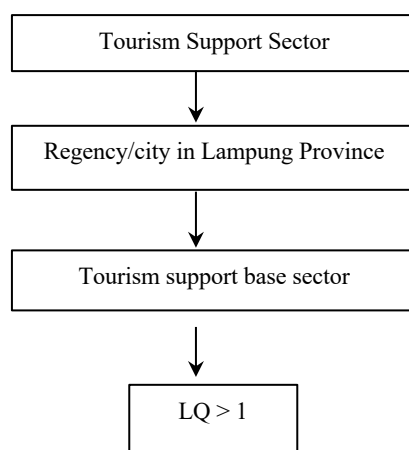 Tourism Support Sector
Regency/city in Lampung Province
Tourism support base sector
LQ > 1